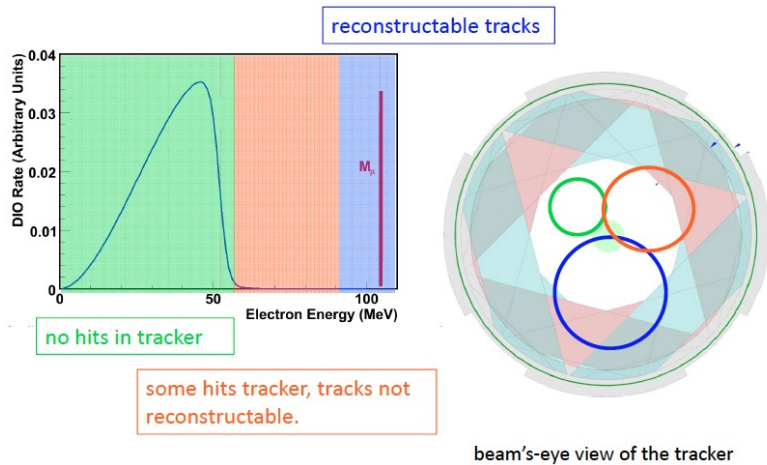 reconstructable tracks
DIO Rate (Arbitrary Units)
0.04
0.03
0.02
0.01
0
Mμ
0
50
100
Electron Energy (MeV)
no hits in tracker
some hits tracker, tracks not
reconstructable.
beam's-eye view of the tracker